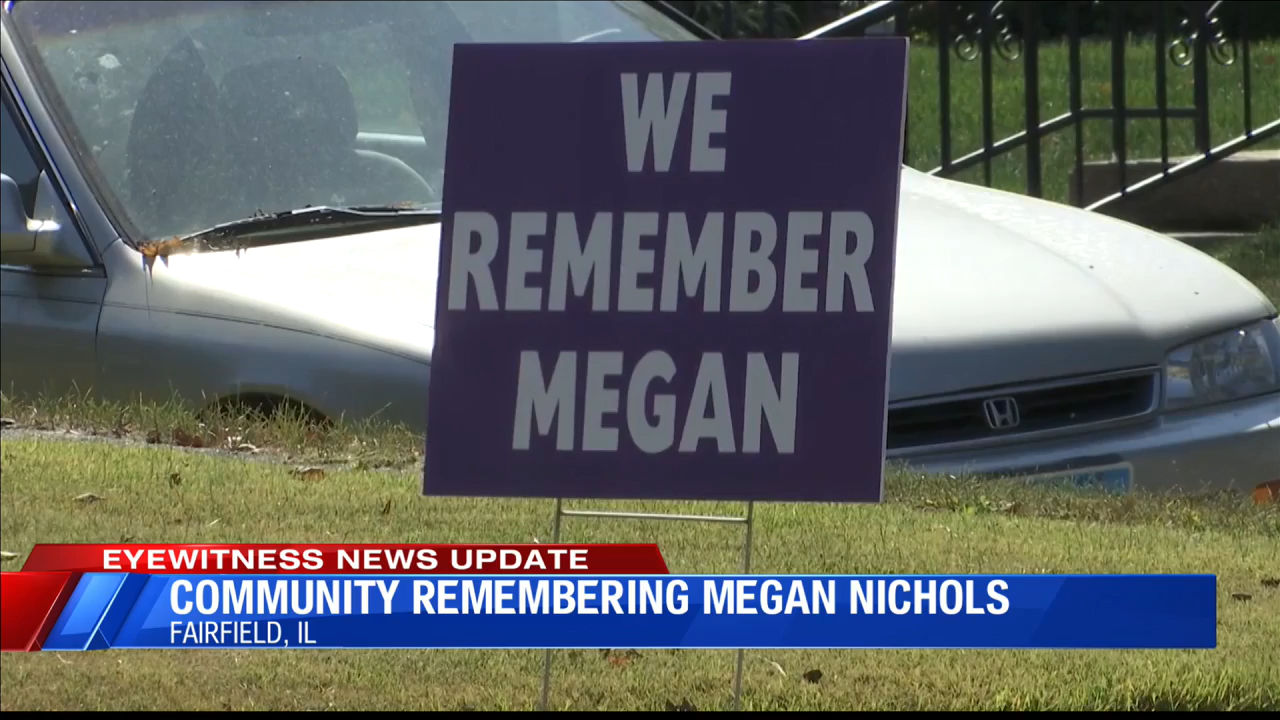 WE
REMEMBER
MEGAN
EYEWITNESS NEWS UPDATE
COMMUNITY REMEMBERING MEGAN NICHOLS
FAIRFIELD, IL